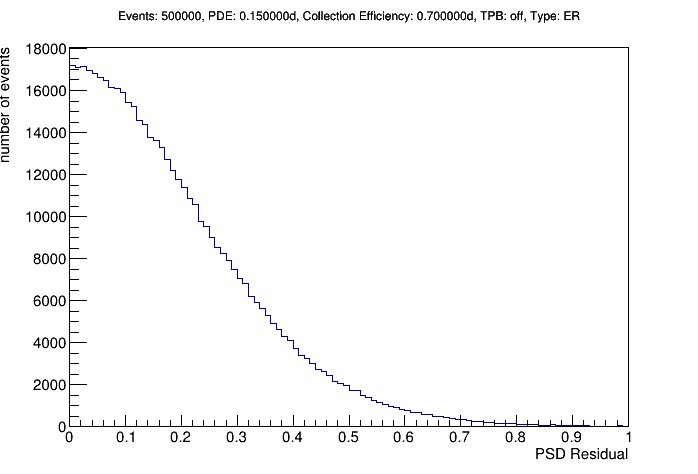 Events: 500000, PDE: 0.150000d, Collection Efficiency: 0.700000d, TPB: off, Type: ER
number of events
18000
16000
14000
12000
10000
8000
6000
4000
2000
0
0 0.1 0.2 0.3 0.4 0.5 0.6 0.7 0.8 0.9 1
PSD Residual